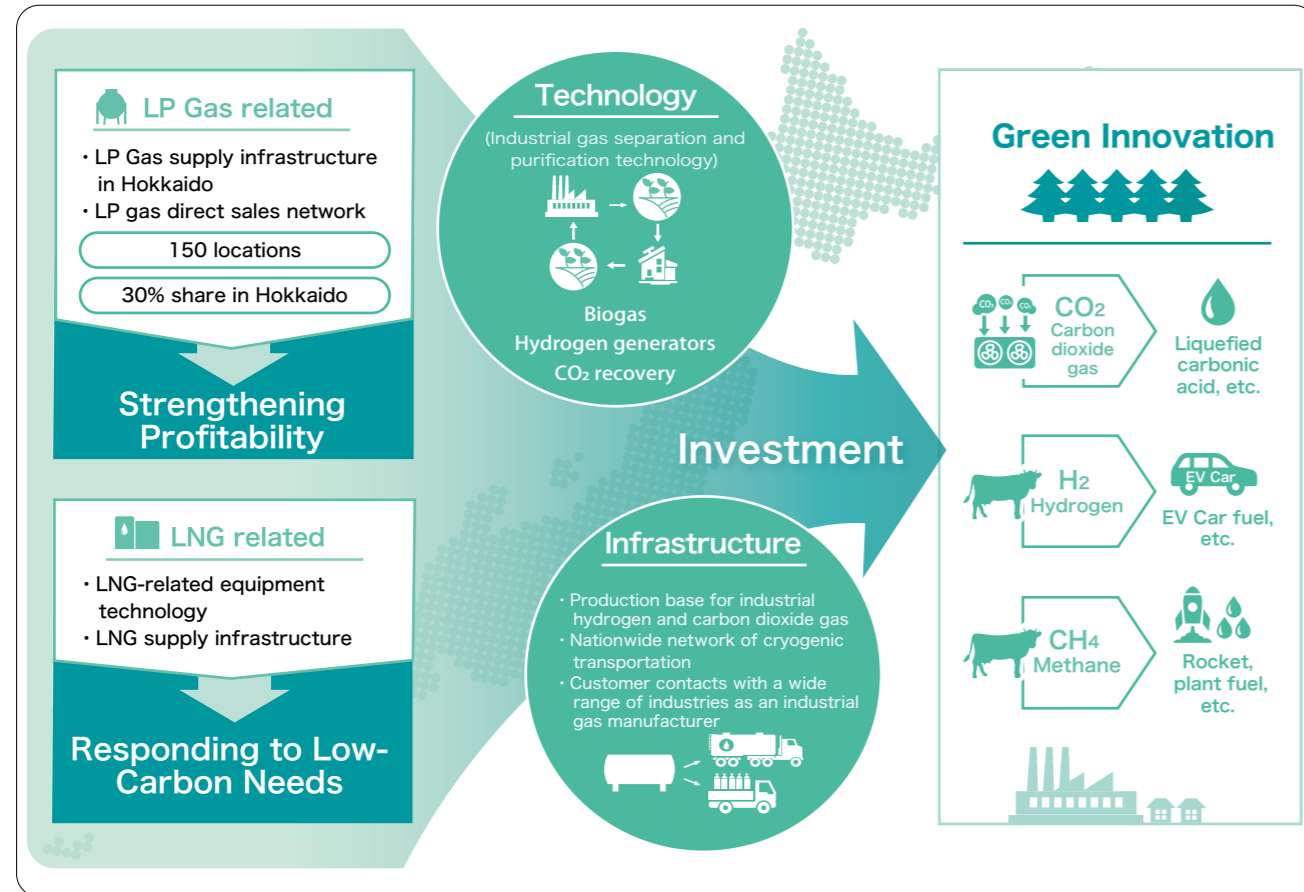 LP Gas related
・LP Gas supply infrastructure
in Hokkaido
・LP gas direct sales network
150 locations
30% share in Hokkaido
Strengthening
Profitability
LNG related
・LNG-related equipment
technology
・LNG supply infrastructure
Responding to Low-
Carbon Needs
Technology
(Industrial gas separation and
purification technology)
Biogas
Hydrogen generators
CO₂ recovery
Investment
Infrastructure
・Production base for industrial
hydrogen and carbon dioxide gas
・Nationwide network of cryogenic
transportation
・Customer contacts with a wide
range of industries as an industrial
gas manufacturer
Green Innovation
CO₂ CO₂ CO₂
CO₂
Carbon
dioxide
gas
Liquefied
carbonic
acid, etc.
H₂
Hydrogen
EV Car
EV Car fuel,
etc.
CH₄
Methane
Rocket,
plant fuel,
etc.